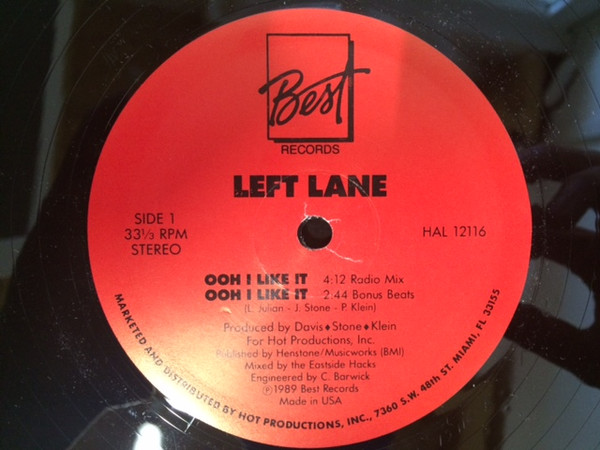 Best
RECORDS
LEFT LANE
SIDE 1
33⅓ RPM
STEREO
HAL 12116
OOH I LIKE IT 4:12 Radio Mix
OOH I LIKE IT 2:44 Bonus Beats
(L. Julian - J. Stone - P. Klein)
Produced by Davis♦Stone♦Klein
For Hot Productions, Inc.
Published by Henstone/Musicworks (BMI)
Mixed by the Eastside Hacks
Engineered by C. Barwick
℗1989 Best Records
Made in USA
MARKETED AND DISTRIBUTED BY HOT PRODUCTIONS, INC., 7360 S.W. 48th ST. MIAMI, FL 33155